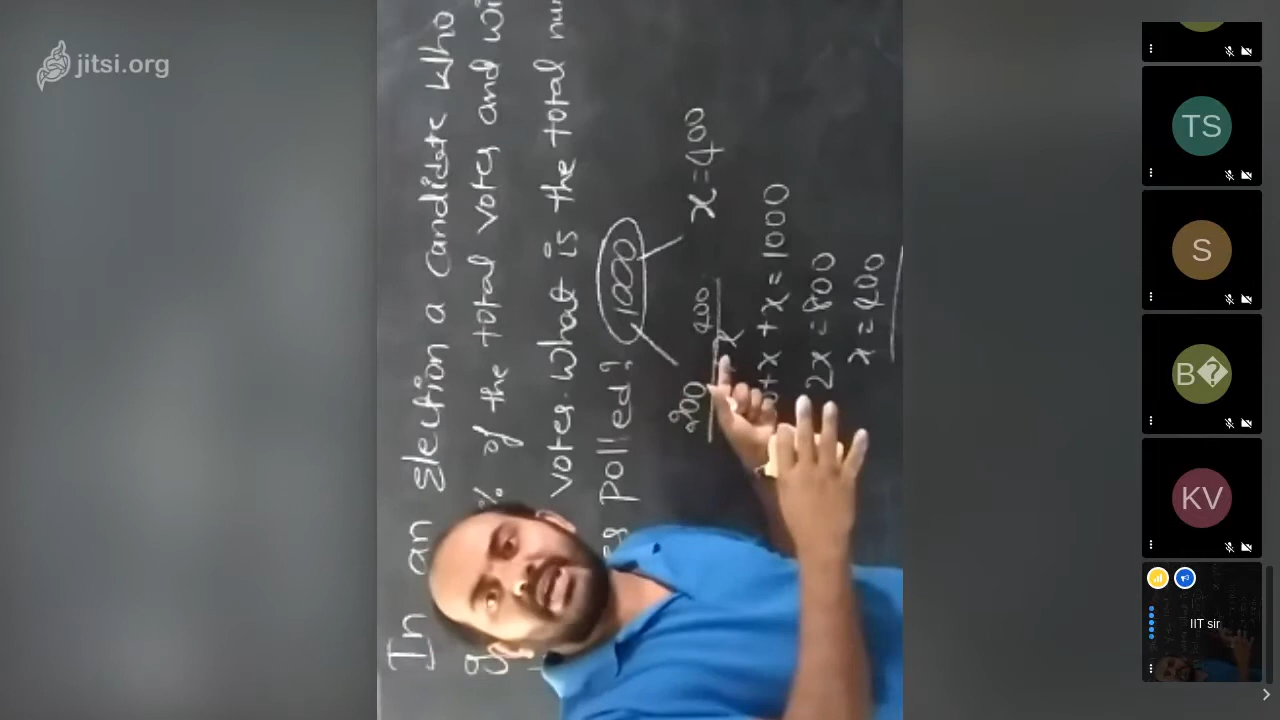 jitsi.org
In an Election a candidate who
% of the total votes and
votes. What is the total
polled?
1000
200 400
x
x = 400
+ x + x = 1000
2x = 800
x = 400
TS
S
B�
KV
IIT sir